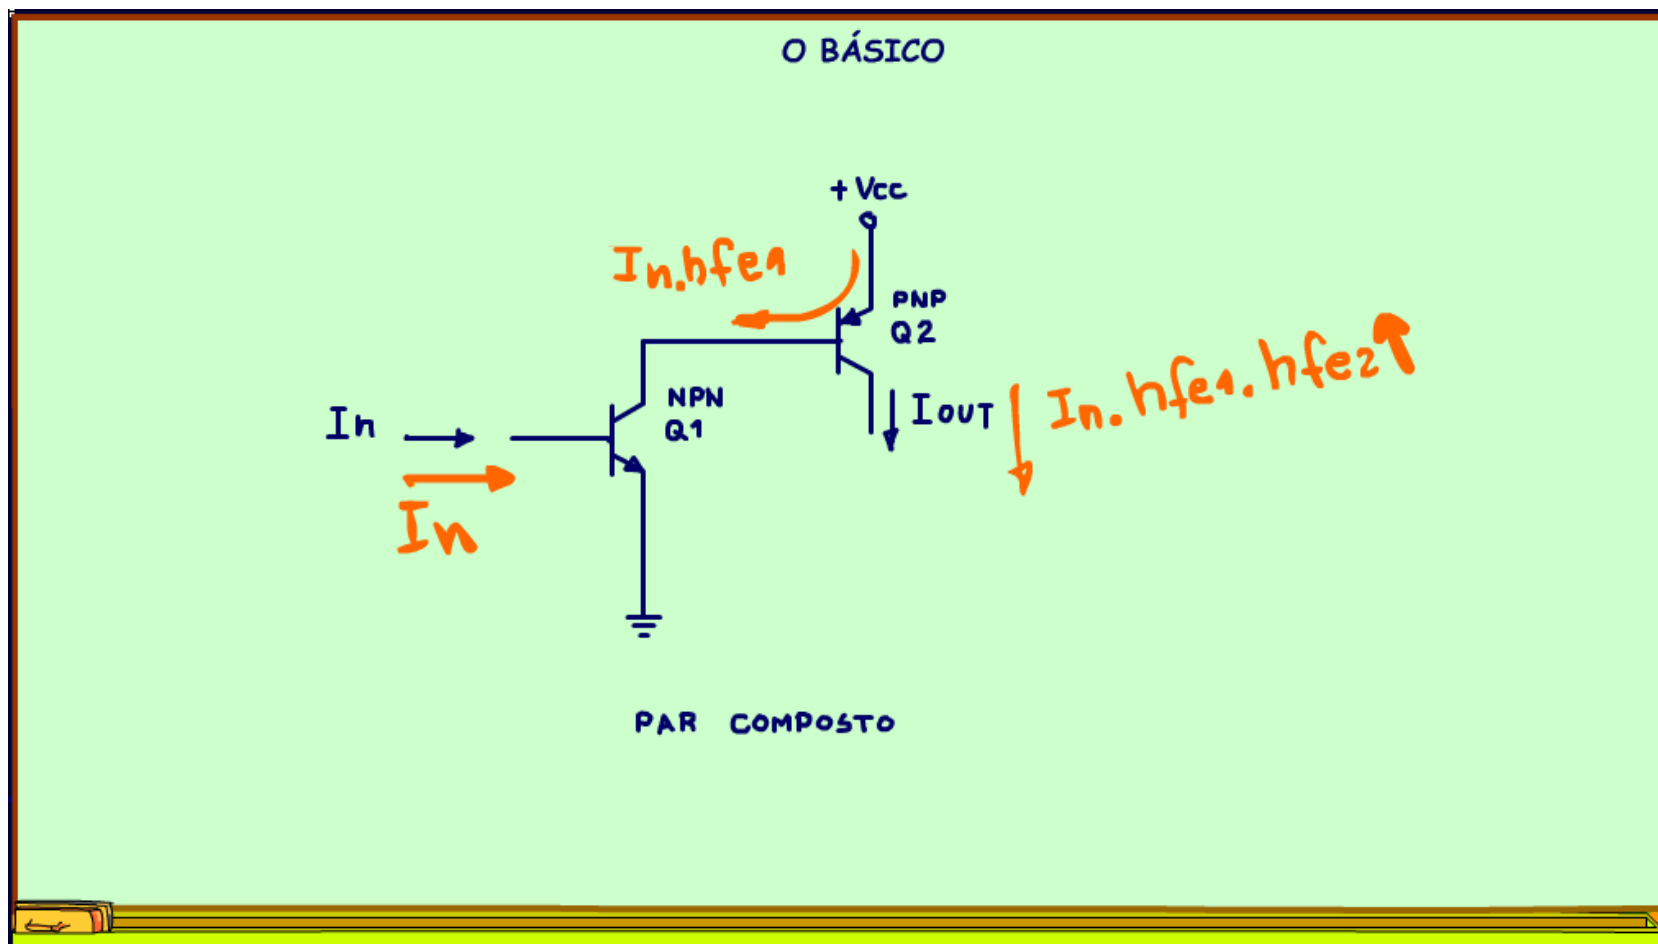 O BÁSICO
+Vcc
In.hfe1
PNP
Q2
In.hfe1.hfe2
NPN
Q1
IOUT
In
In
PAR COMPOSTO